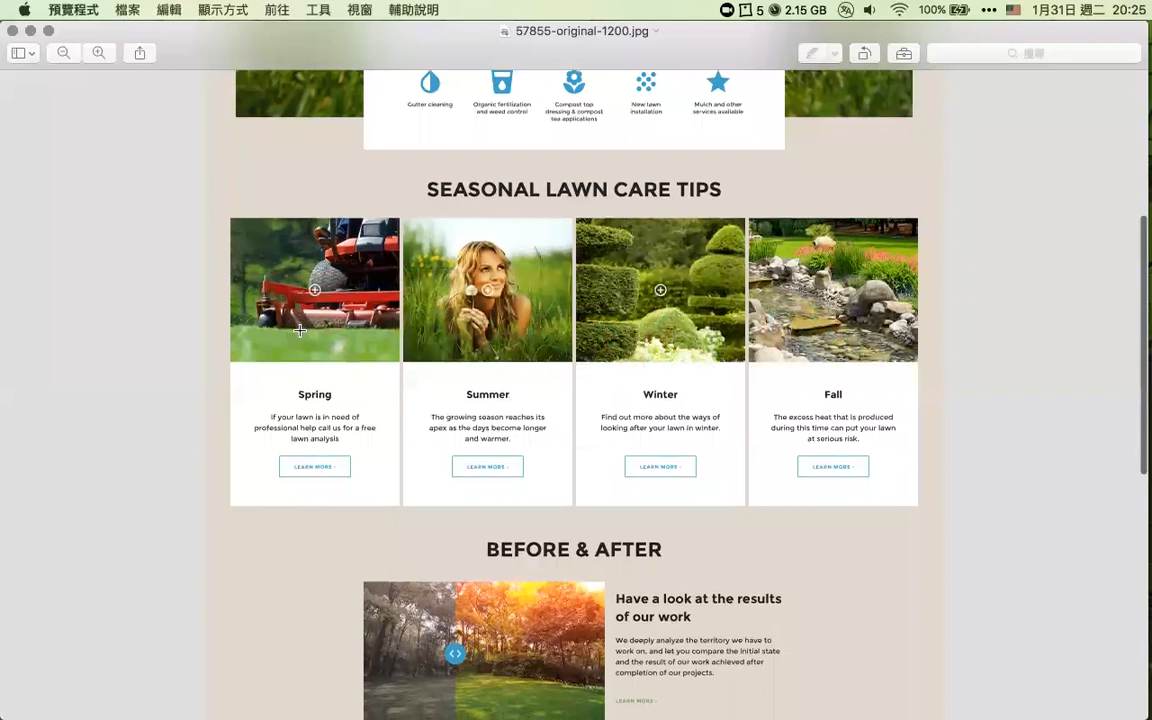 預覽程式 檔案 編輯 顯示方式 前往 工具 視窗 輔助說明 5 2.15 GB 100% 1月31日 週二 20:25
57855-original-1200.jpg
搜尋
Gutter cleaning
Organic fertilization
and weed control
Compost top
dressing & compost
tea applications
New lawn
installation
Mulch and other
services available
SEASONAL LAWN CARE TIPS
Spring
If your lawn is in need of
professional help call us for a free
lawn analysis
LEARN MORE ›
Summer
The growing season reaches its
apex as the days become longer
and warmer.
LEARN MORE ›
Winter
Find out more about the ways of
looking after your lawn in winter.
LEARN MORE ›
Fall
The excess heat that is produced
during this time can put your lawn
at serious risk.
LEARN MORE ›
BEFORE & AFTER
Have a look at the results
of our work
We deeply analyze the territory we have to
work on, and let you compare the initial state
and the result of our work achieved after
completion of our projects.
LEARN MORE ›